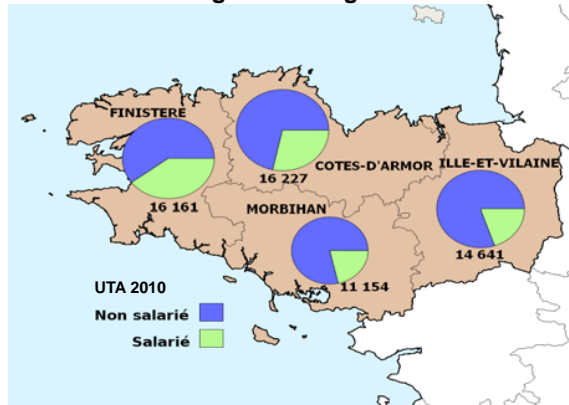 FINISTERE
16 161
16 227
COTES-D'ARMOR
ILLE-ET-VILAINE
MORBIHAN
11 154
14 641
UTA 2010
Non salarié
Salarié